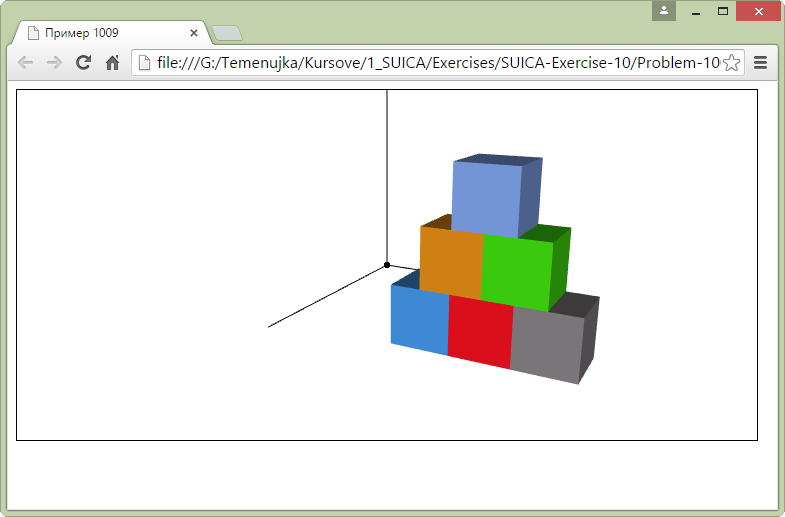 Пример 1009
file:///G:/Temenujka/Kursove/1_SUICA/Exercises/SUICA-Exercise-10/Problem-10